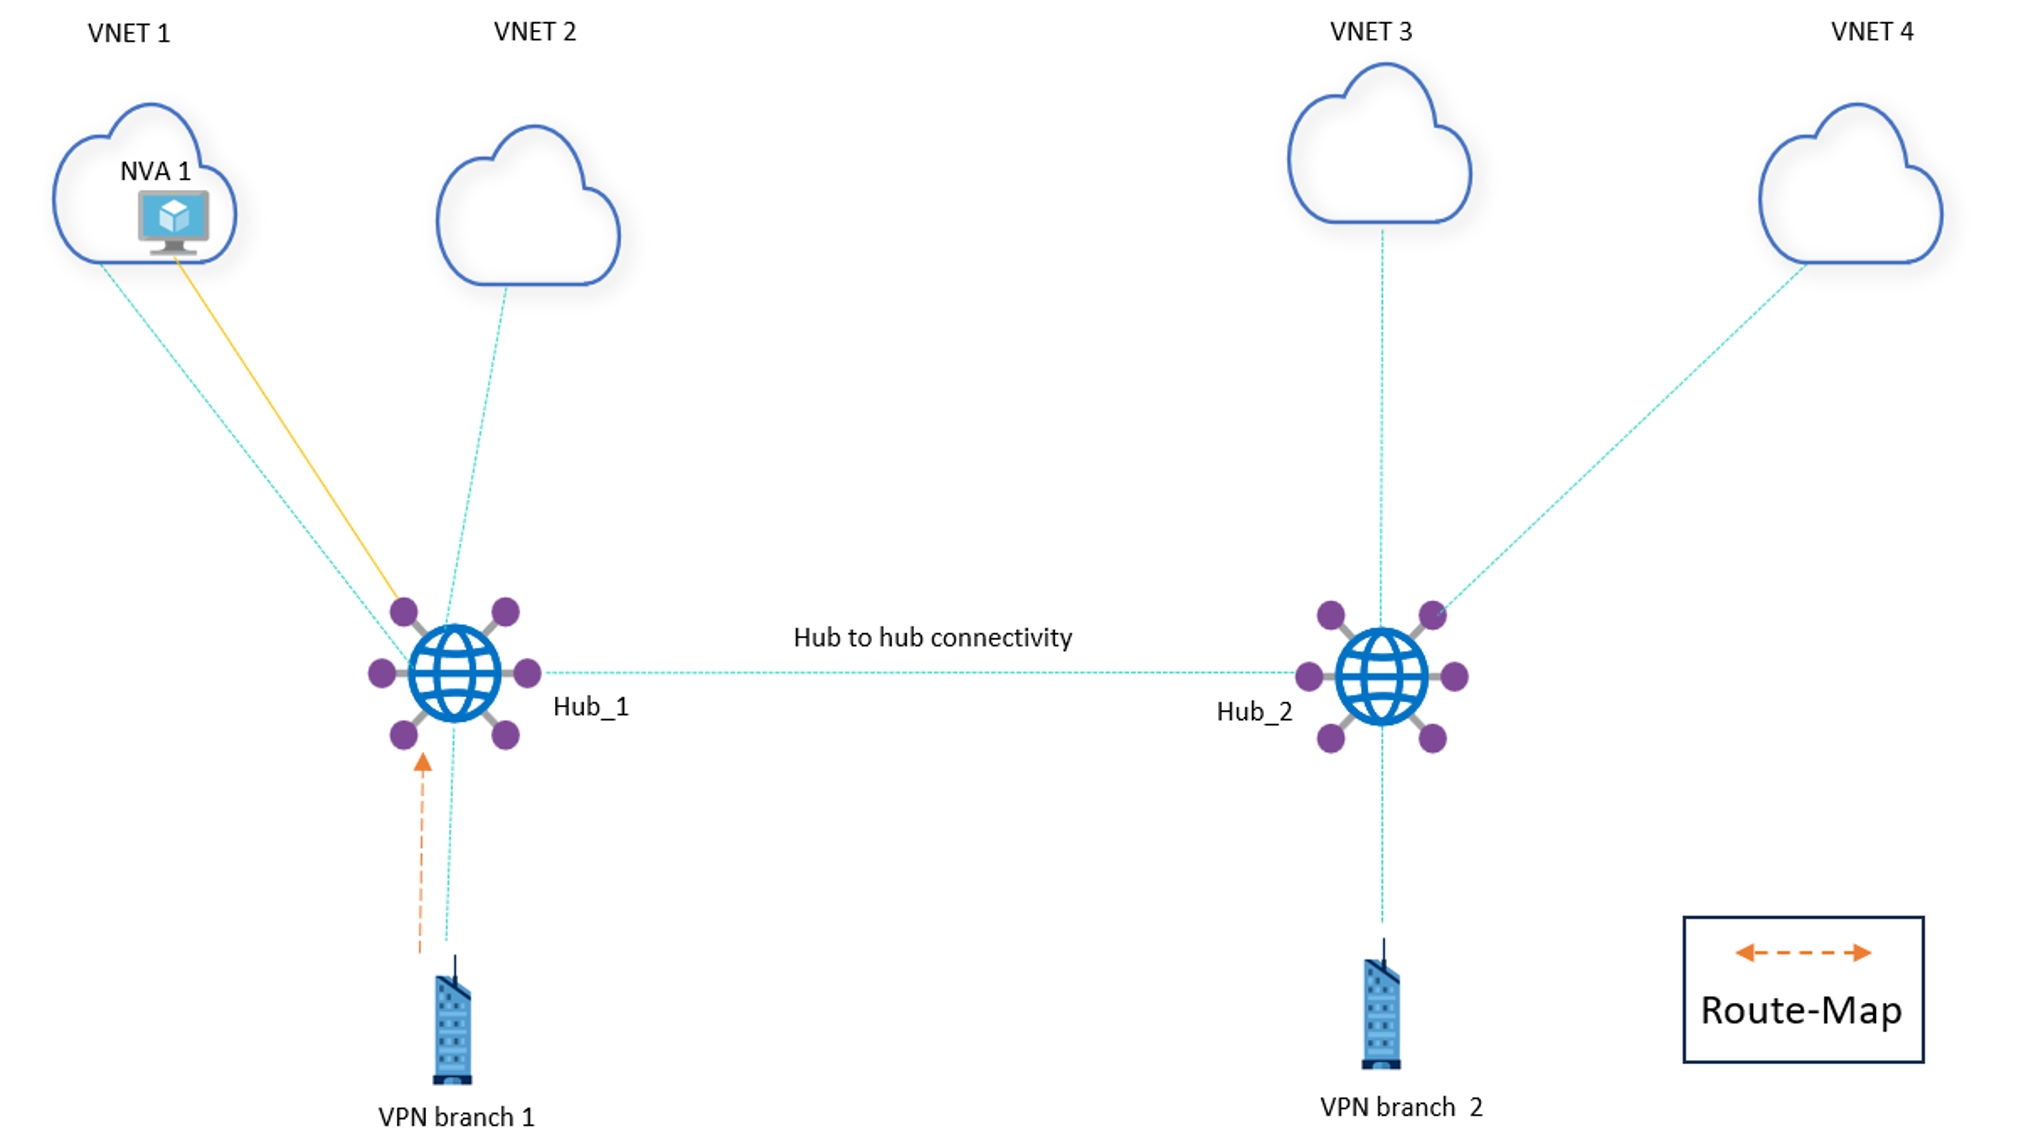 VNET 1
VNET 2
VNET 3
VNET 4
NVA 1
Hub to hub connectivity
Hub_1
Hub_2
Route-Map
VPN branch 1
VPN branch  2